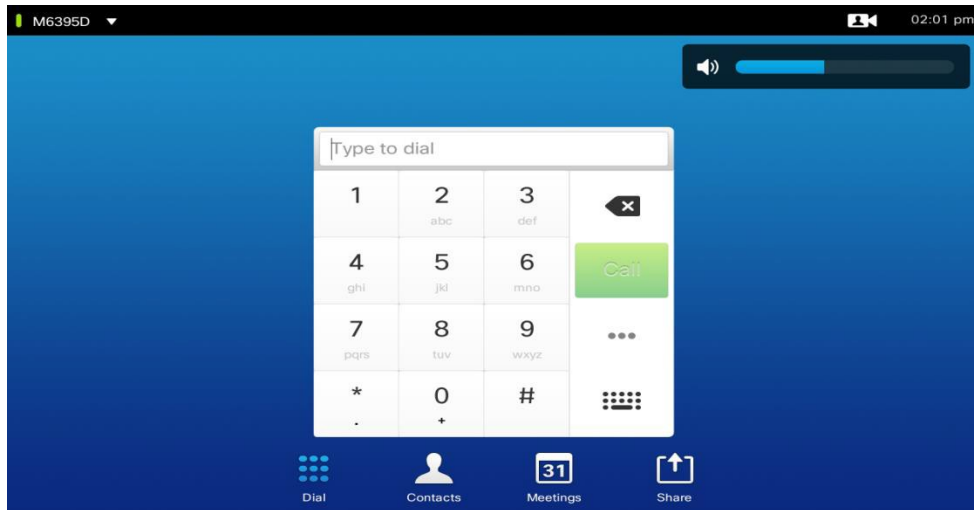 M6395D
02:01 pm
Type to dial
1 2 3
abc def
4 5 6 Call
ghi jkl mno
7 8 9
pqrs tuv wxyz
* 0 #
. +
31
Dial Contacts Meetings Share